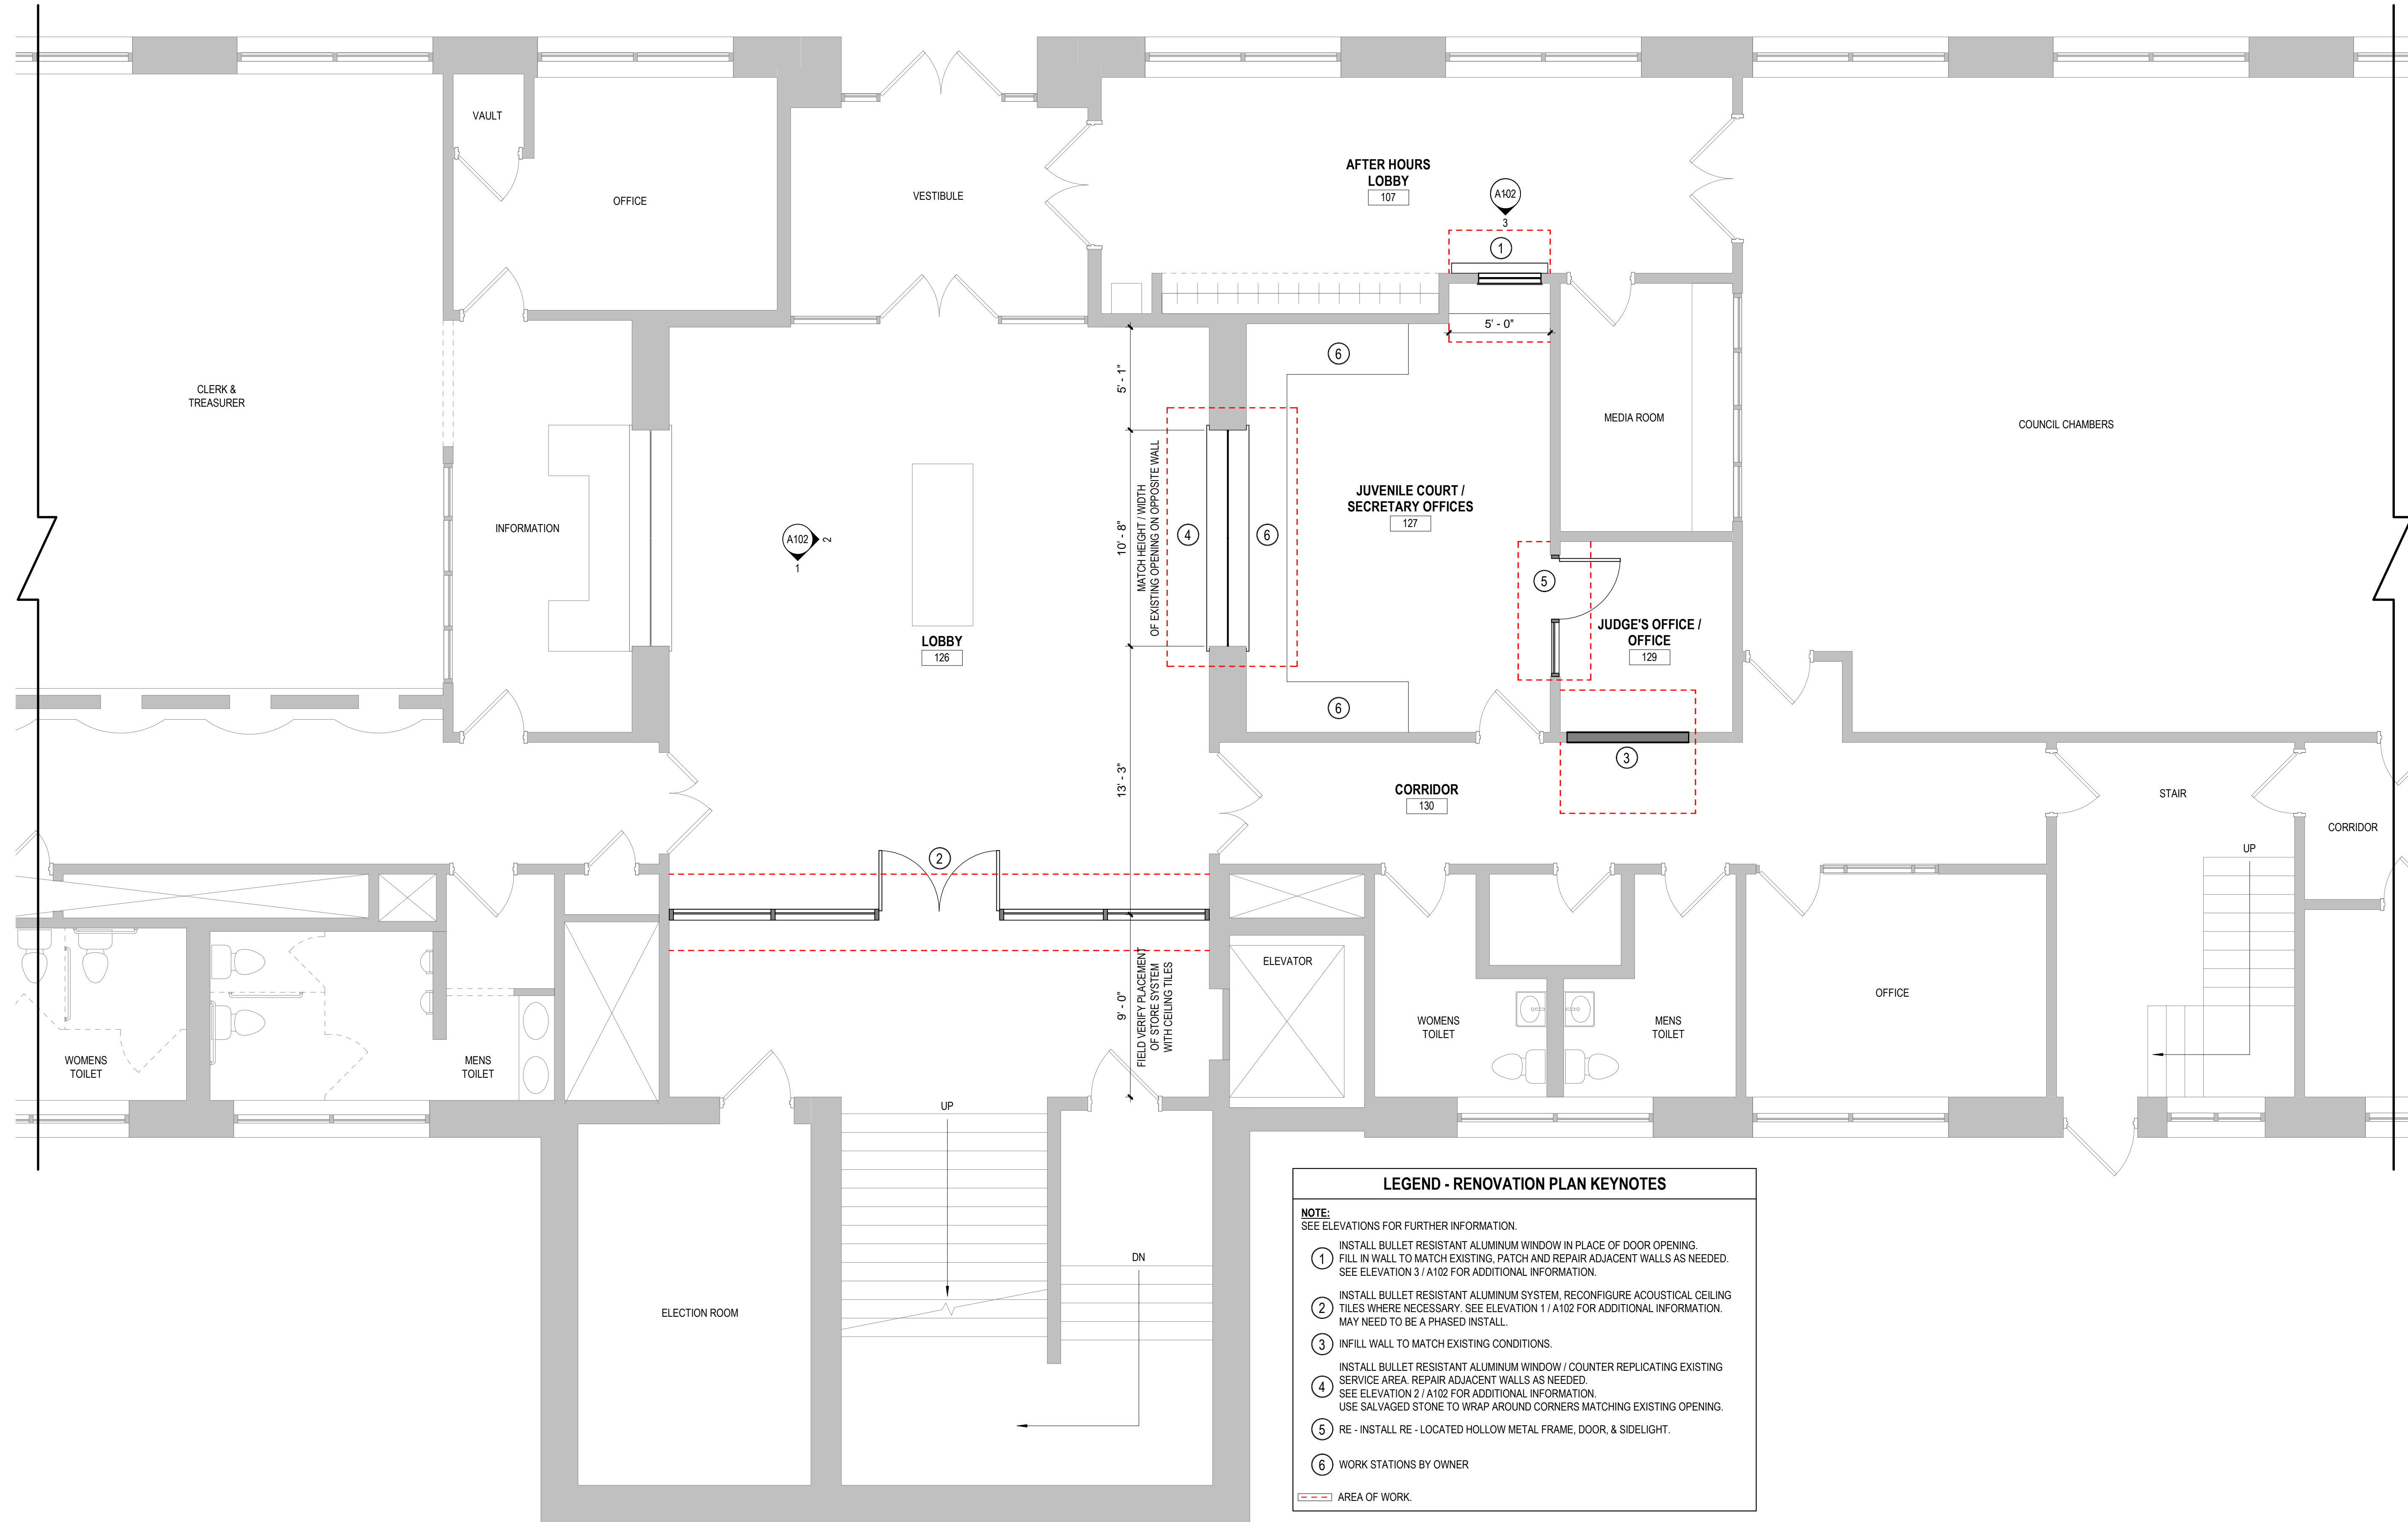 VAULT
OFFICE
VESTIBULE
AFTER HOURS
LOBBY
107
A102
3
1
5' - 0"
6
CLERK &
TREASURER
INFORMATION
5' - 1"
10' - 8"
MATCH HEIGHT / WIDTH
OF EXISTING OPENING ON OPPOSITE WALL
13' - 3"
9' - 0"
FIELD VERIFY PLACEMENT
OF STORE SYSTEM
WITH CEILING TILES
A102
2
1
LOBBY
126
4
6
JUVENILE COURT /
SECRETARY OFFICES
127
6
MEDIA ROOM
COUNCIL CHAMBERS
5
JUDGE'S OFFICE /
OFFICE
129
3
CORRIDOR
130
STAIR
UP
CORRIDOR
2
ELEVATOR
WOMENS
TOILET
MENS
TOILET
OFFICE
WOMENS
TOILET
MENS
TOILET
UP
DN
ELECTION ROOM
LEGEND - RENOVATION PLAN KEYNOTES
NOTE:
SEE ELEVATIONS FOR FURTHER INFORMATION.
1 INSTALL BULLET RESISTANT ALUMINUM WINDOW IN PLACE OF DOOR OPENING.
FILL IN WALL TO MATCH EXISTING, PATCH AND REPAIR ADJACENT WALLS AS NEEDED.
SEE ELEVATION 3 / A102 FOR ADDITIONAL INFORMATION.
2 INSTALL BULLET RESISTANT ALUMINUM SYSTEM, RECONFIGURE ACOUSTICAL CEILING
TILES WHERE NECESSARY. SEE ELEVATION 1 / A102 FOR ADDITIONAL INFORMATION.
MAY NEED TO BE A PHASED INSTALL.
3 INFILL WALL TO MATCH EXISTING CONDITIONS.
4 INSTALL BULLET RESISTANT ALUMINUM WINDOW / COUNTER REPLICATING EXISTING
SERVICE AREA. REPAIR ADJACENT WALLS AS NEEDED.
SEE ELEVATION 2 / A102 FOR ADDITIONAL INFORMATION.
USE SALVAGED STONE TO WRAP AROUND CORNERS MATCHING EXISTING OPENING.
5 RE - INSTALL RE - LOCATED HOLLOW METAL FRAME, DOOR, & SIDELIGHT.
6 WORK STATIONS BY OWNER
AREA OF WORK.